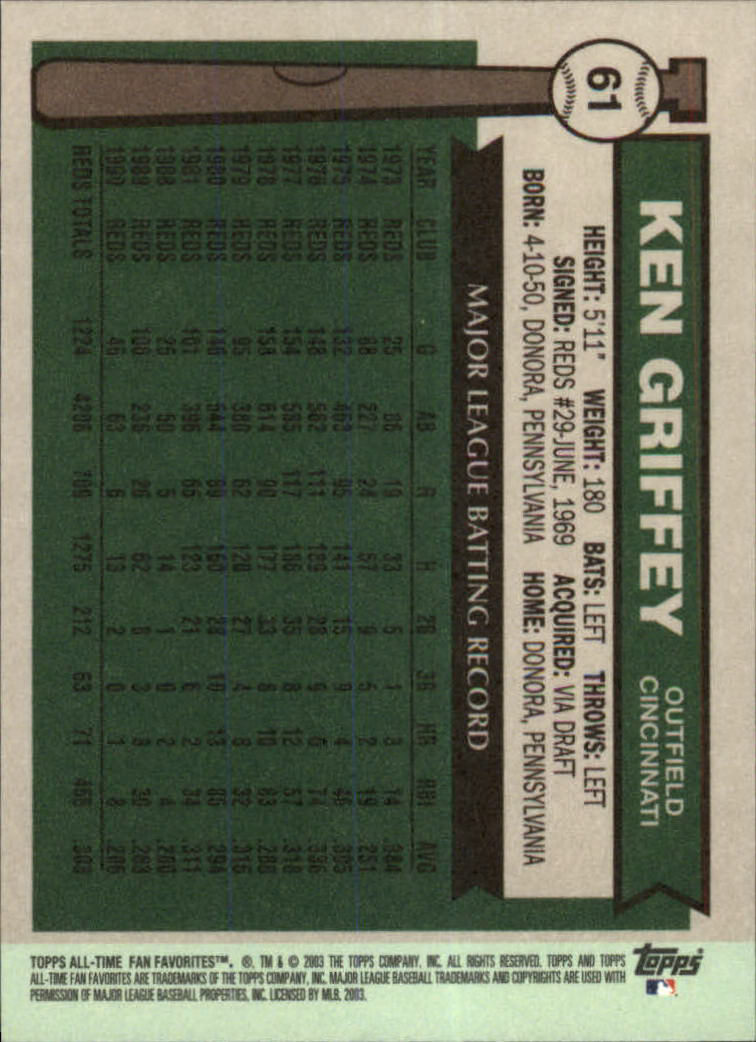 61
KEN GRIFFEY
OUTFIELD
CINCINNATI
HEIGHT: 5'11" WEIGHT: 180 BATS: LEFT THROWS: LEFT
SIGNED: REDS #29-JUNE, 1969 ACQUIRED: VIA DRAFT
BORN: 4-10-50, DONORA, PENNSYLVANIA HOME: DONORA, PENNSYLVANIA
MAJOR LEAGUE BATTING RECORD
YEAR CLUB G AB R H 2B 3B HR RBI AVG
1973 REDS 25 86 19 33 5 1 3 14 .384
1974 REDS 88 227 24 57 9 5 2 19 .251
1975 REDS 132 463 95 141 15 9 4 46 .305
1976 REDS 148 562 111 189 28 9 6 74 .336
1977 REDS 154 585 117 186 35 8 12 57 .318
1978 REDS 158 614 90 177 33 8 10 63 .288
1979 REDS 95 380 62 120 27 4 8 32 .316
1980 REDS 146 544 89 160 28 10 13 85 .294
1981 REDS 101 396 65 123 21 6 2 34 .311
1988 REDS 25 50 5 14 1 0 2 4 .280
1989 REDS 106 236 26 62 8 3 8 30 .263
1990 REDS 46 63 6 13 2 0 1 8 .206
REDS TOTALS 1224 4206 1275 212 63 71 466
TOPPS ALL-TIME FAN FAVORITES™. ®, TM & © 2003 THE TOPPS COMPANY, INC. ALL RIGHTS RESERVED. TOPPS AND TOPPS
ALL-TIME FAN FAVORITES ARE TRADEMARKS OF THE TOPPS COMPANY, INC. MAJOR LEAGUE BASEBALL TRADEMARKS AND COPYRIGHTS ARE USED WITH
PERMISSION OF MAJOR LEAGUE BASEBALL PROPERTIES, INC. LICENSED BY MLB, 2003.
topps